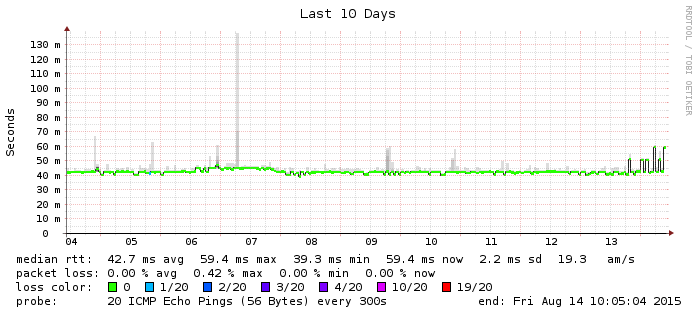 Last 10 Days
RRDTOOL / TOBI OETIKER
Seconds
130 m
120 m
110 m
100 m
90 m
80 m
70 m
60 m
50 m
40 m
30 m
20 m
10 m
0
04 05 06 07 08 09 10 11 12 13
median rtt: 42.7 ms avg 59.4 ms max 39.3 ms min 59.4 ms now 2.2 ms sd 19.3 am/s
packet loss: 0.00 % avg 0.42 % max 0.00 % min 0.00 % now
loss color: 0 1/20 2/20 3/20 4/20 10/20 19/20
probe: 20 ICMP Echo Pings (56 Bytes) every 300s end: Fri Aug 14 10:05:04 2015